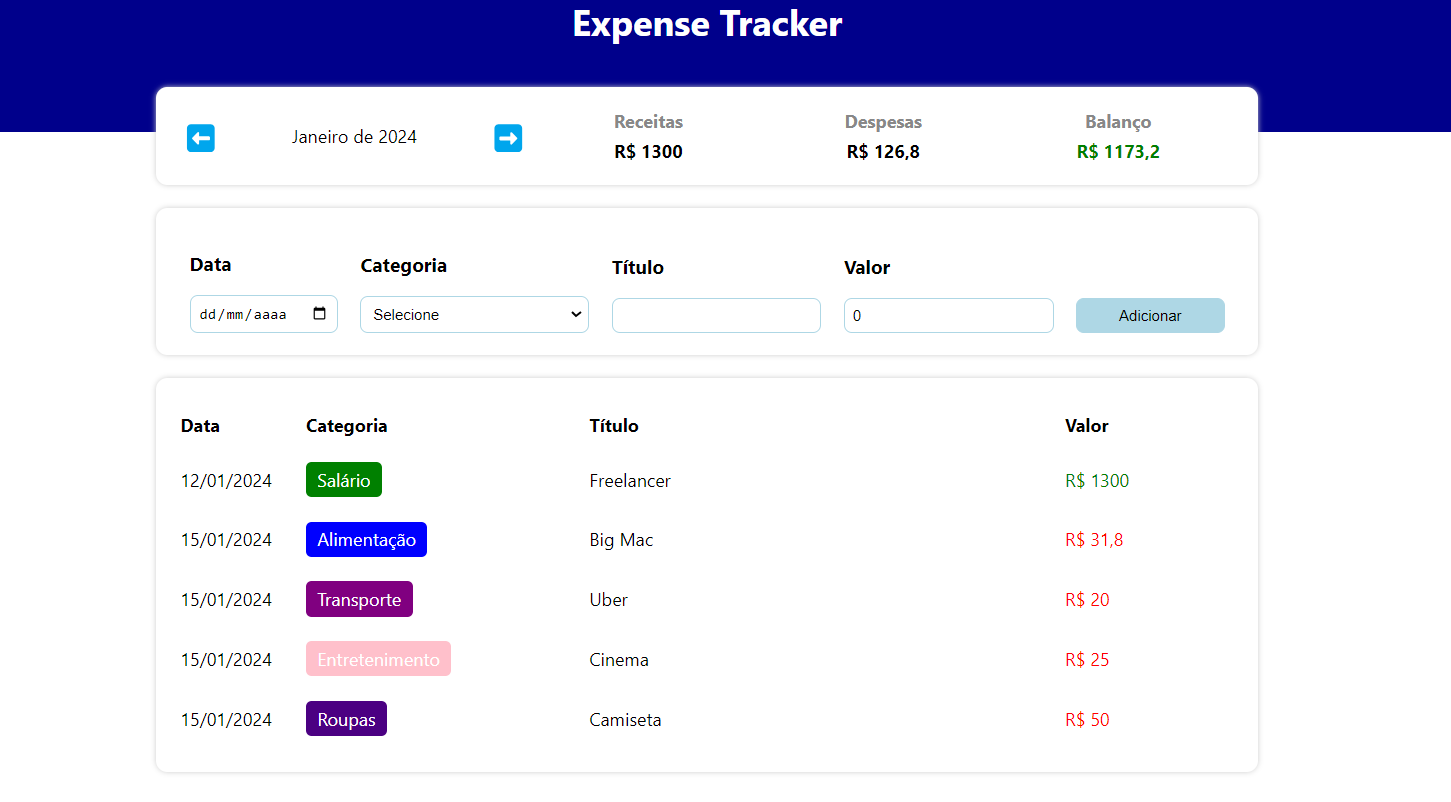 Expense Tracker
Janeiro de 2024
Receitas Despesas Balanço
R$ 1300 R$ 126,8 R$ 1173,2
Data Categoria Título Valor
dd/mm/aaaa Selecione 0 Adicionar
Data Categoria Título Valor
12/01/2024 Salário Freelancer R$ 1300
15/01/2024 Alimentação Big Mac R$ 31,8
15/01/2024 Transporte Uber R$ 20
15/01/2024 Entretenimento Cinema R$ 25
15/01/2024 Roupas Camiseta R$ 50